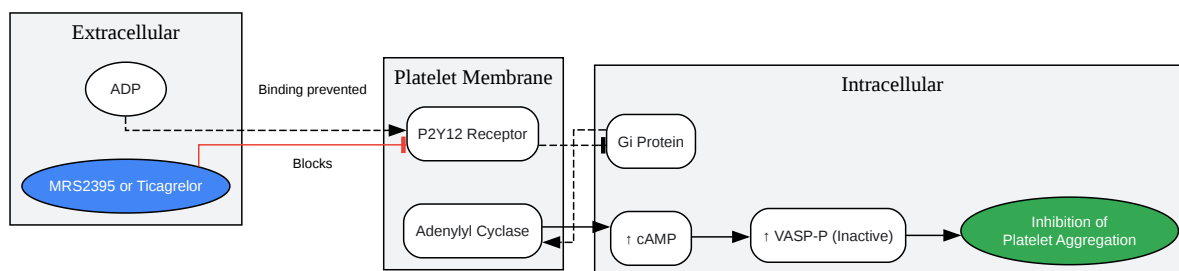 Extracellular
ADP
MRS2395 or Ticagrelor
Binding prevented
Blocks
Platelet Membrane
P2Y12 Receptor
Adenylyl Cyclase
Intracellular
Gi Protein
↑ cAMP
↑ VASP-P (Inactive)
Inhibition of
Platelet Aggregation